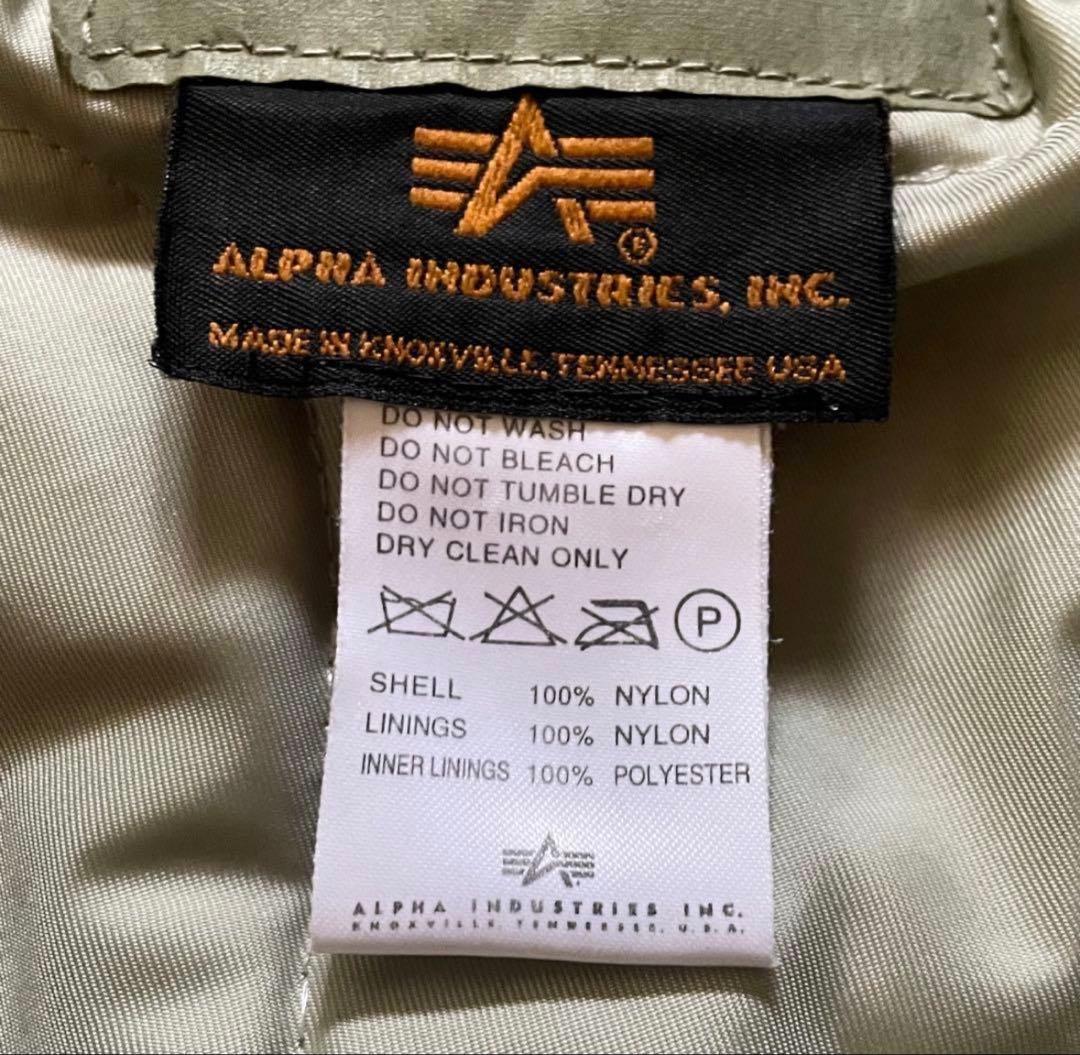 ALPHA INDUSTRIES, INC.
MADE IN KNOXVILLE, TENNESSEE USA
DO NOT WASH
DO NOT BLEACH
DO NOT TUMBLE DRY
DO NOT IRON
DRY CLEAN ONLY
P
SHELL 100% NYLON
LININGS 100% NYLON
INNER LININGS 100% POLYESTER
ALPHA INDUSTRIES INC.
KNOXVILLE, TENNESSEE, U.S.A.